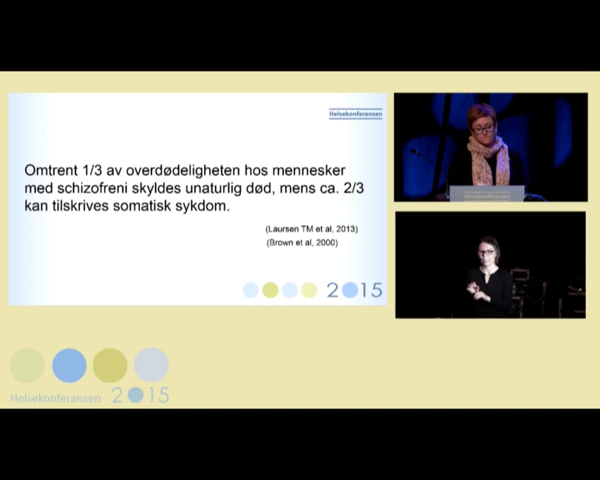 Helsekonferansen
Omtrent 1/3 av overdødeligheten hos mennesker
med schizofreni skyldes unaturlig død, mens ca. 2/3
kan tilskrives somatisk sykdom.
(Laursen TM et al, 2013)
(Brown et al, 2000)
2015
Helsekonferansen
Helsekonferansen 2015